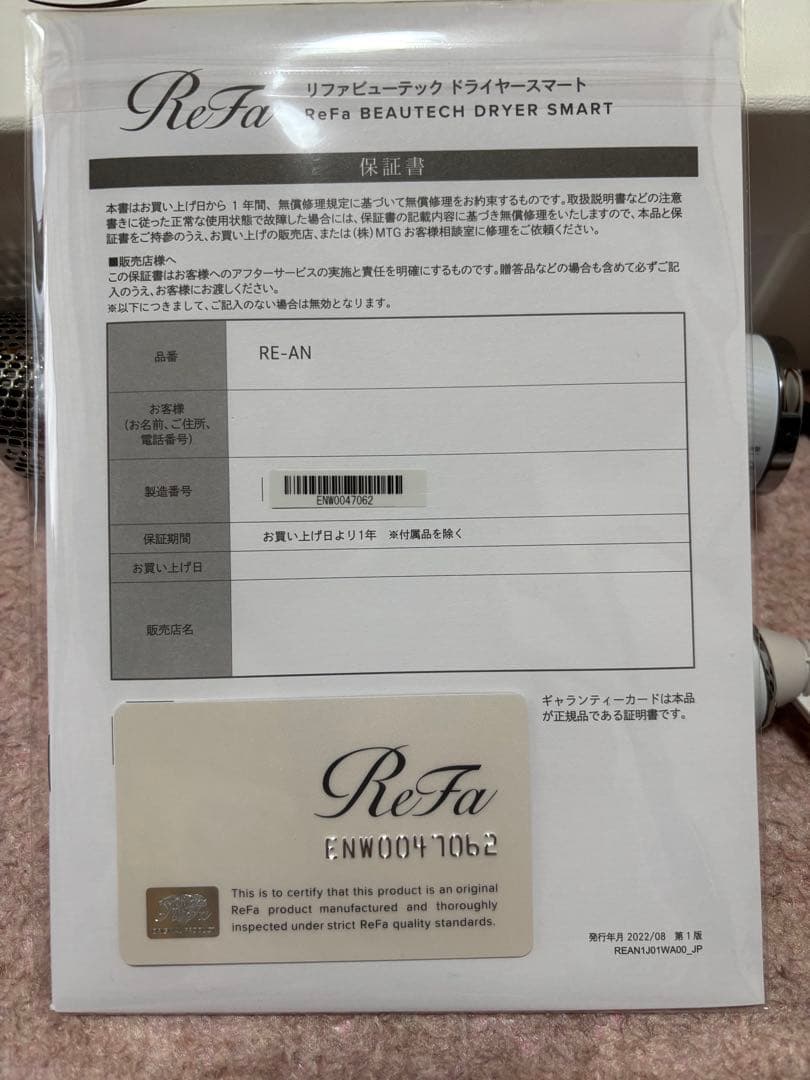 ReFa
リファビューテック ドライヤースマート
ReFa BEAUTECH DRYER SMART
保証書
本書はお買い上げ日から 1 年間、無償修理規定に基づいて無償修理をお約束するものです。取扱説明書などの注意
書きに従った正常な使用状態で故障した場合には、保証書の記載内容に基づき無償修理をいたしますので、本品と保
証書をご持参のうえ、お買い上げの販売店、または(株)MTG お客様相談室に修理をご依頼ください。
■販売店様へ
この保証書はお客様へのアフターサービスの実施と責任を明確にするものです。贈答品などの場合も含めて必ずご記
入のうえ、お客様にお渡しください。
※以下につきまして、ご記入のない場合は無効となります。
品番
RE-AN
お客様
(お名前、ご住所、
電話番号)
製造番号
ENW0047062
保証期間
お買い上げ日より1年 ※付属品を除く
お買い上げ日
販売店名
ギャランティーカードは本品
が正規品である証明書です。
ReFa
ENW0047062
This is to certify that this product is an original
ReFa product manufactured and thoroughly
inspected under strict ReFa quality standards.
ReFa
ORIGINAL PRODUCT
発行年月 2022/08 第1版
REAN1J01WA00_JP